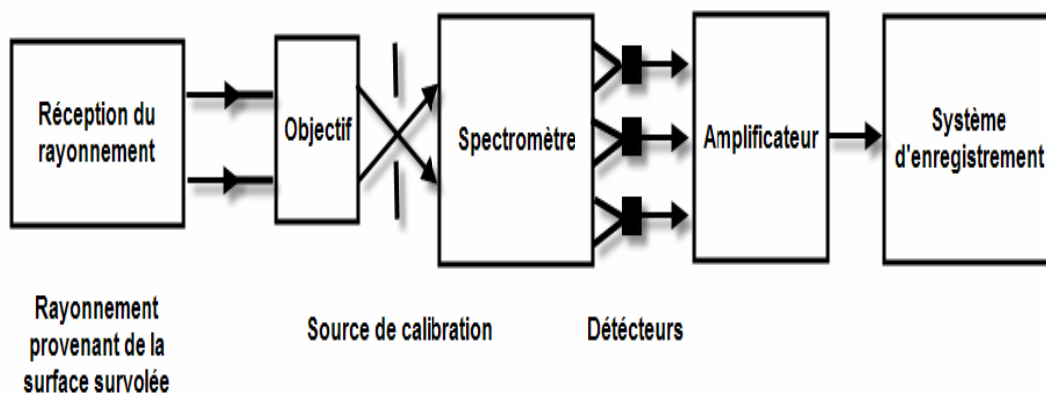 Réception du
rayonnement
Objectif
Spectromètre
Amplificateur
Système
d'enregistrement
Rayonnement
provenant de la
surface survolée
Source de calibration
Détécteurs